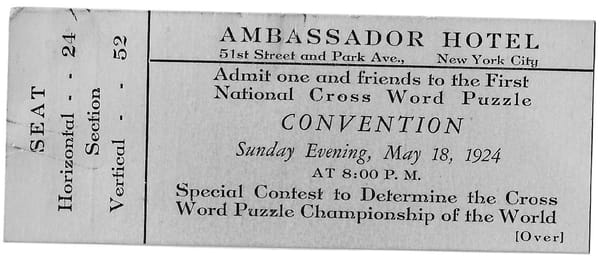 SEAT
Horizontal - - 24
Section
Vertical - - 52
AMBASSADOR HOTEL
51st Street and Park Ave., New York City
Admit one and friends to the First
National Cross Word Puzzle
CONVENTION
Sunday Evening, May 18, 1924
AT 8:00 P. M.
Special Contest to Determine the Cross
Word Puzzle Championship of the World
[Over]